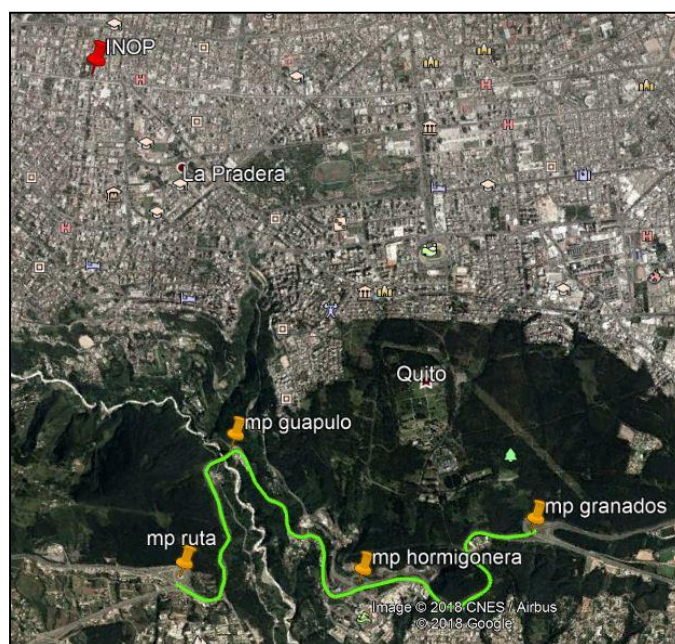 INOP
La Pradera
Quito
mp guapulo
mp granados
mp ruta
mp hormigonera
Image © 2018 CNES / Airbus
© 2018 Google